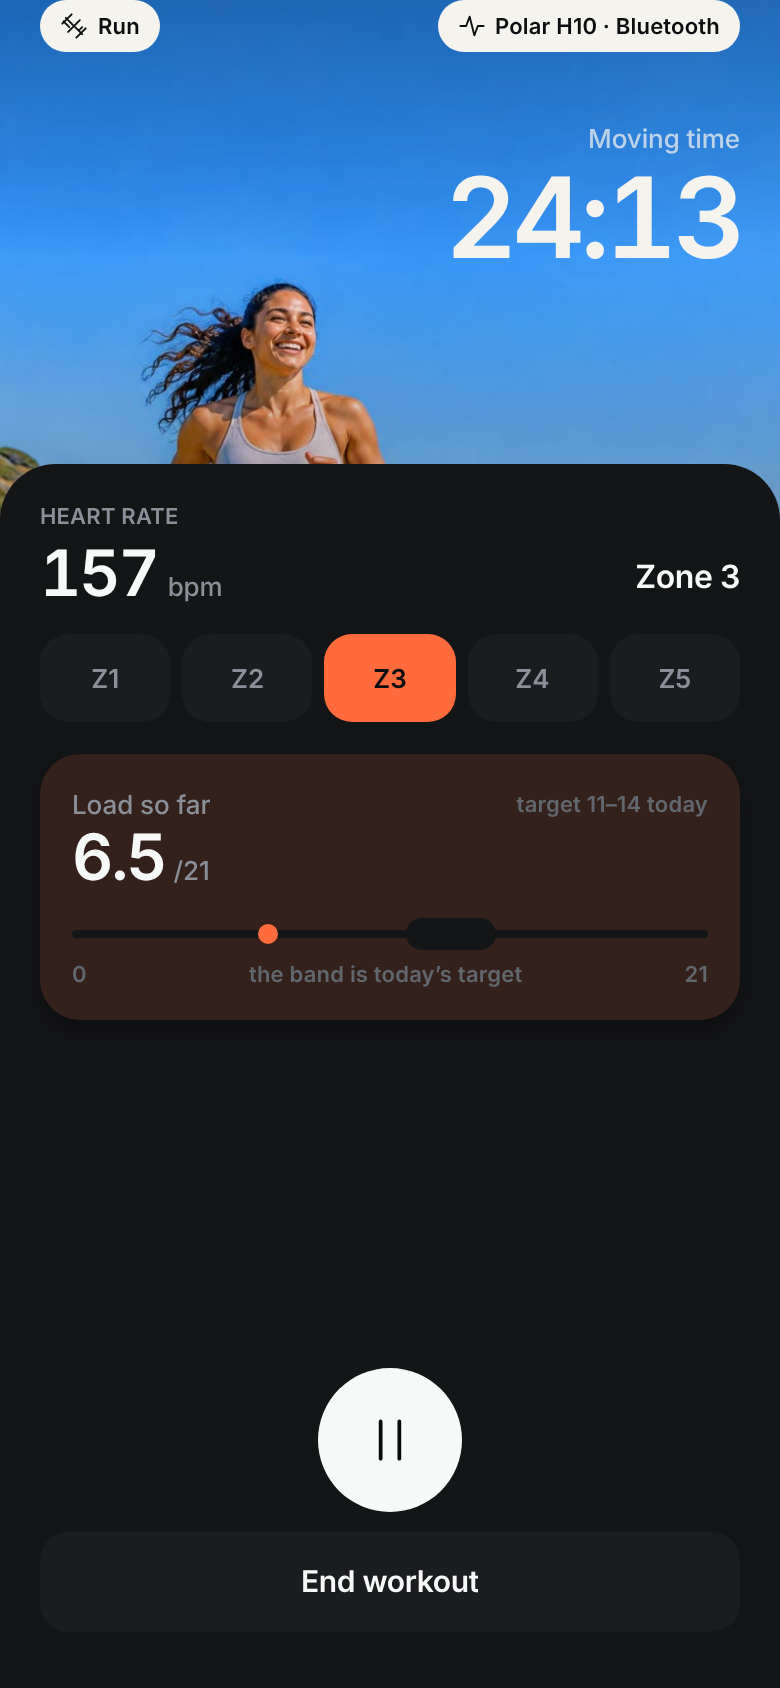 Run
Polar H10 · Bluetooth
Moving time
24:13
HEART RATE
157 bpm
Zone 3
Z1 Z2 Z3 Z4 Z5
Load so far
target 11–14 today
6.5 /21
0 the band is today’s target 21
End workout